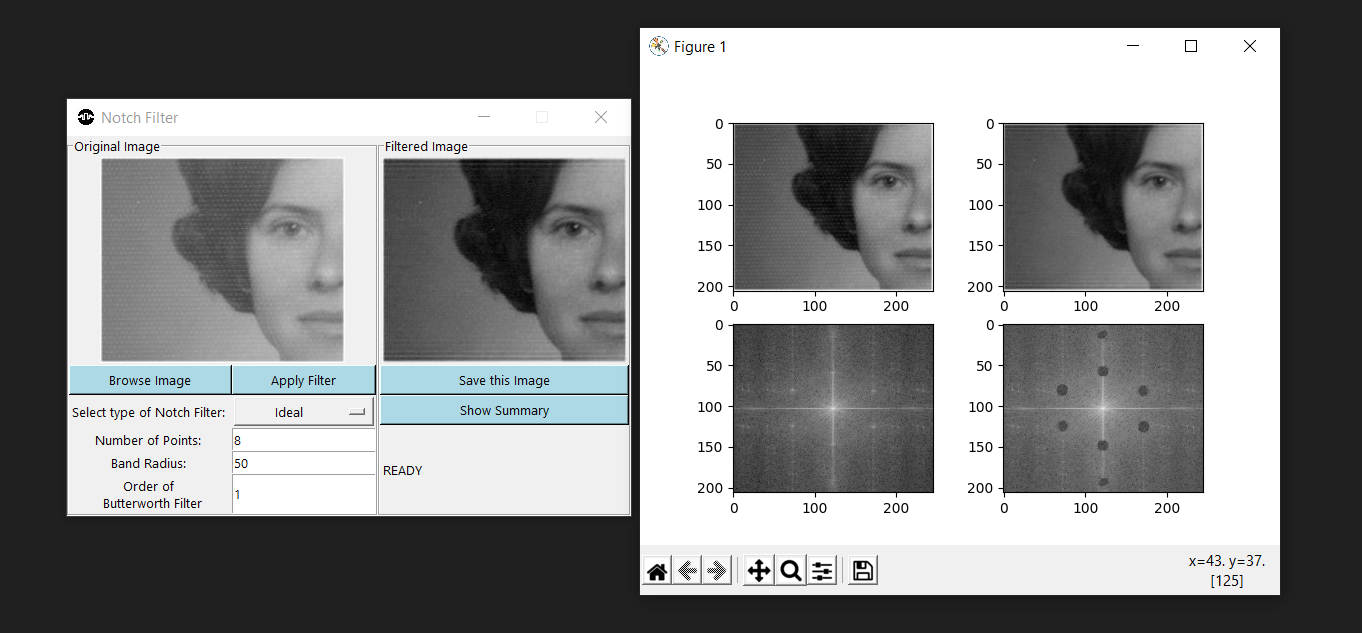 Notch Filter
Original Image
Filtered Image
Browse Image
Apply Filter
Save this Image
Select type of Notch Filter:
Ideal
Show Summary
Number of Points:
8
Band Radius:
50
READY
Order of
Butterworth Filter
1
Figure 1
0
50
100
150
200
0
100
200
0
50
100
150
200
0
100
200
0
50
100
150
200
0
100
200
0
50
100
150
200
0
100
200
x=43. y=37.
[125]